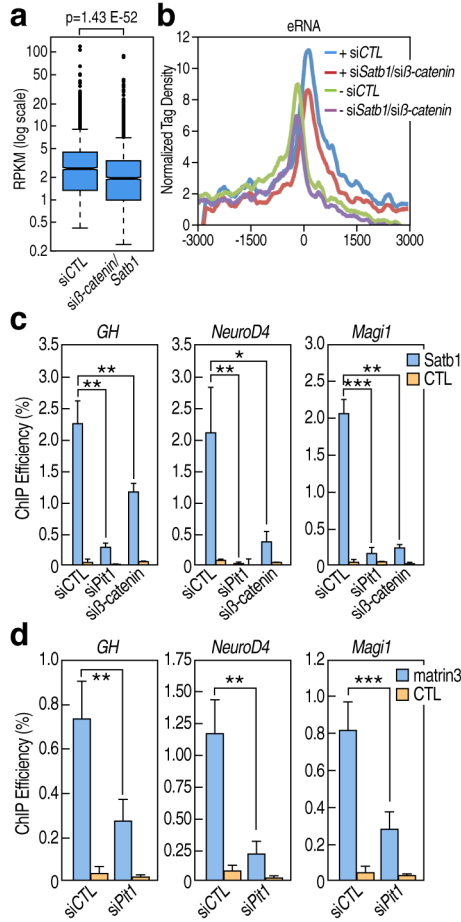 a
p=1.43 E-52
RPKM (log scale)
100
50
20
10
5
2
1
0.5
0.2
siCTL
siß-catenin/
Satb1
b
eRNA
Normalized Tag Density
12
10
8
6
4
2
0
-3000
-1500
0
1500
3000
+ siCTL
+ siSatb1/siß-catenin
- siCTL
- siSatb1/siß-catenin
c
ChIP Efficiency (%)
GH
3.5
3.0
2.5
2.0
1.5
1.0
0.5
0
**
**
siCTL
siPit1
siß-catenin
NeuroD4
3.5
3.0
2.5
2.0
1.5
1.0
0.5
0
*
**
siCTL
siPit1
siß-catenin
Magi1
3.0
2.5
2.0
1.5
1.0
0.5
0
**
***
siCTL
siPit1
siß-catenin
Satb1
CTL
d
ChIP Efficiency (%)
GH
1.0
0.8
0.6
0.4
0.2
0
**
siCTL
siPit1
NeuroD4
1.75
1.50
1.25
1.00
0.75
0.50
0.25
0
**
siCTL
siPit1
Magi1
1.2
1.0
0.8
0.6
0.4
0.2
0
***
siCTL
siPit1
matrin3
CTL